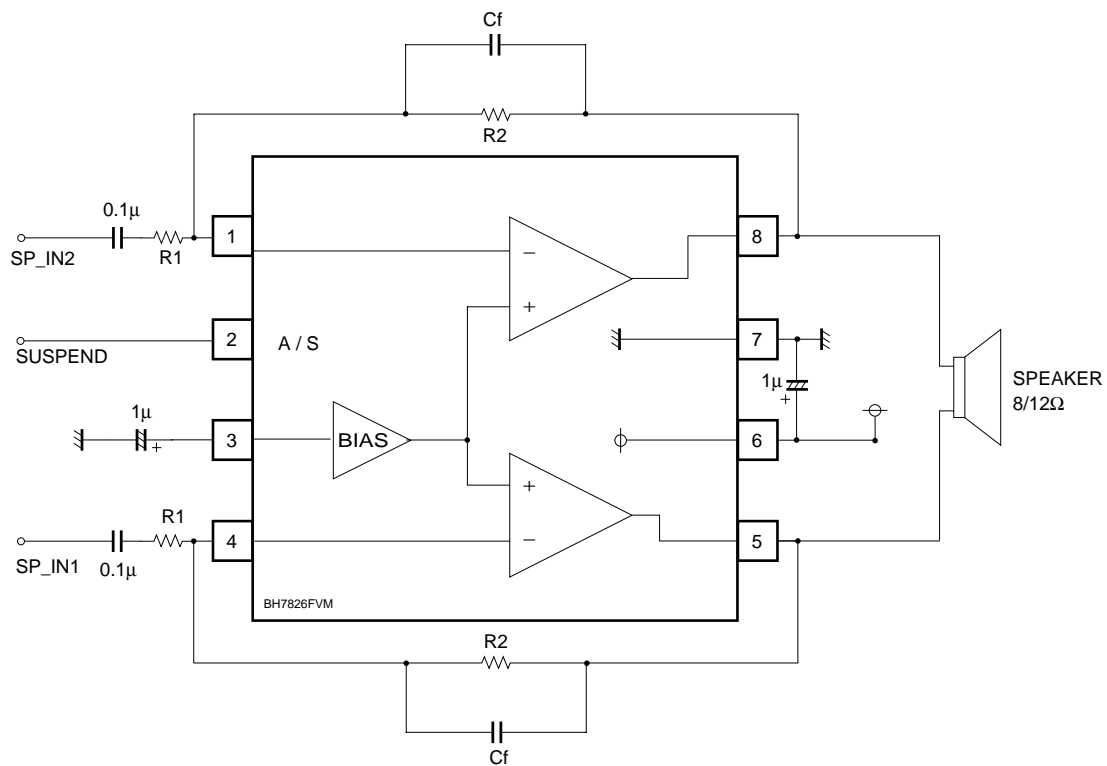 Cf
R2
0.1μ
R1
SP_IN2
1
8
SUSPEND
2
A / S
7
1μ
+
SPEAKER
8/12Ω
1μ
+
3
BIAS
6
−
+
+
−
R1
0.1μ
SP_IN1
4
5
BH7826FVM
R2
Cf